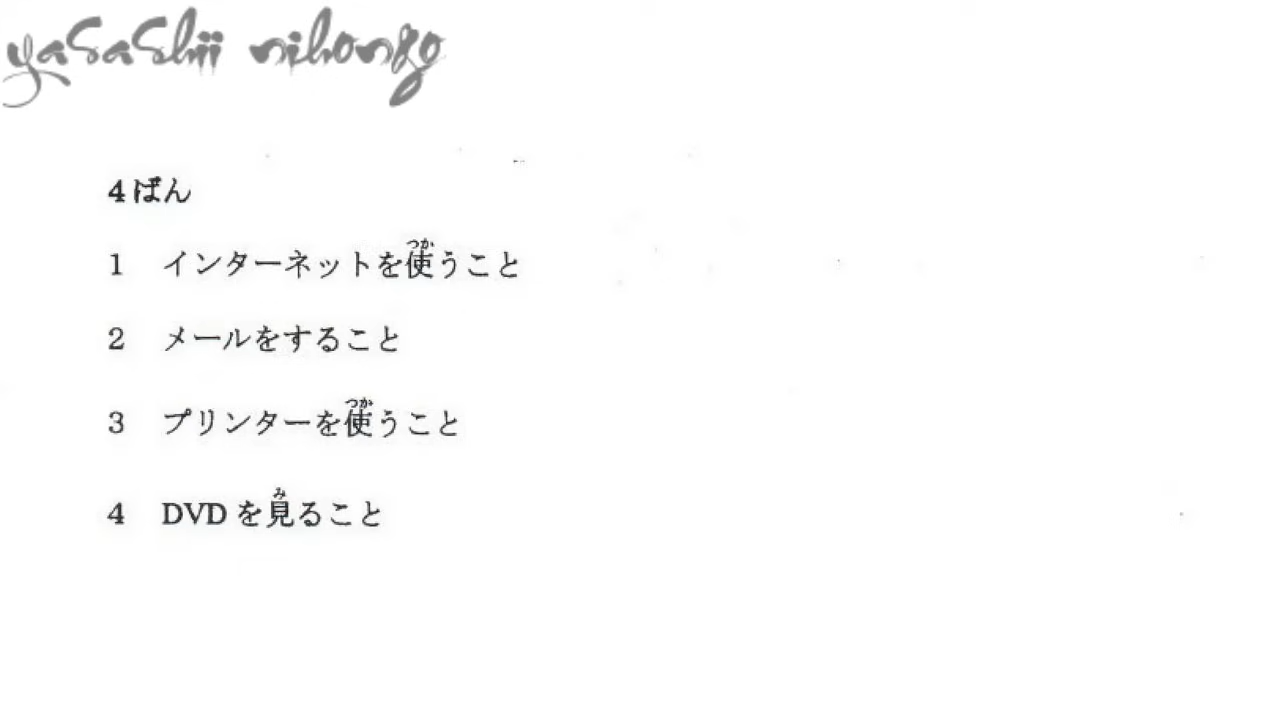 yasashii nihongo
4ばん
1 インターネットを使うこと
2 メールをすること
3 プリンターを使うこと
4 DVDを見ること